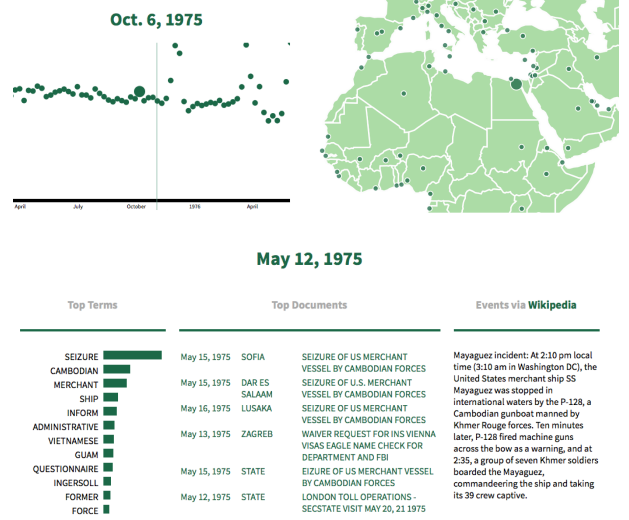 Oct. 6, 1975
April July October 1976 April
May 12, 1975
Top Terms
SEIZURE
CAMBODIAN
MERCHANT
SHIP
INFORM
ADMINISTRATIVE
VIETNAMESE
GUAM
QUESTIONNAIRE
INGERSOLL
FORMER
FORCE
Top Documents
May 15, 1975 SOFIA SEIZURE OF US MERCHANT
VESSEL BY CAMBODIAN FORCES
May 15, 1975 DAR ES SEIZURE OF U.S. MERCHANT
SALAAM VESSEL BY CAMBODIAN FORCES
May 16, 1975 LUSAKA SEIZURE OF US MERCHANT
VESSEL BY CAMBODIAN FORCES
May 13, 1975 ZAGREB WAIVER REQUEST FOR INS VIENNA
VISAS EAGLE NAME CHECK FOR
DEPARTMENT AND FBI
May 15, 1975 STATE EIZURE OF US MERCHANT VESSEL
BY CAMBODIAN FORCES
May 12, 1975 STATE LONDON TOLL OPERATIONS -
SECSTATE VISIT MAY 20, 21 1975
Events via Wikipedia
Mayaguez incident: At 2:10 pm local
time (3:10 am in Washington DC), the
United States merchant ship SS
Mayaguez was stopped in
international waters by the P-128, a
Cambodian gunboat manned by
Khmer Rouge forces. Ten minutes
later, P-128 fired machine guns
across the bow as a warning, and at
2:35, a group of seven Khmer soldiers
boarded the Mayaguez,
commandeering the ship and taking
its 39 crew captive.